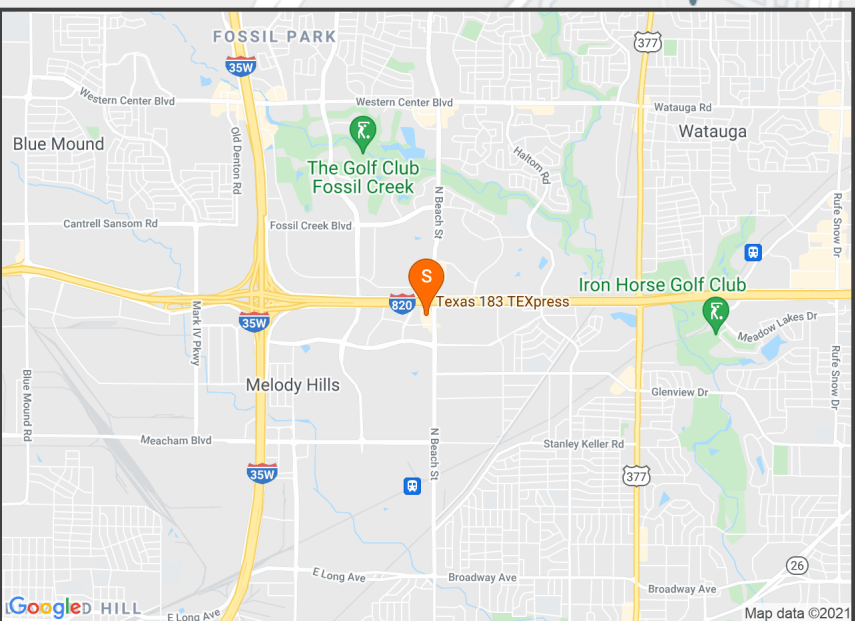 FOSSIL PARK
377
35W
Western Center Blvd
Western Center Blvd
Watauga Rd
Watauga
Blue Mound
Old Denton Rd
The Golf Club
Fossil Creek
Haltom Rd
N Beach St
Rufe Snow Dr
Cantrell Sansom Rd
Fossil Creek Blvd
S
Iron Horse Golf Club
820
Texas 183 TEXpress
35W
Mark IV Pkwy
Meadow Lakes Dr
Rufe Snow Dr
Blue Mound Rd
Melody Hills
Glenview Dr
N Beach St
Meacham Blvd
Stanley Keller Rd
35W
377
26
E Long Ave
Broadway Ave
Broadway Ave
Google
D HILL
E Long Ave
Map data ©2021